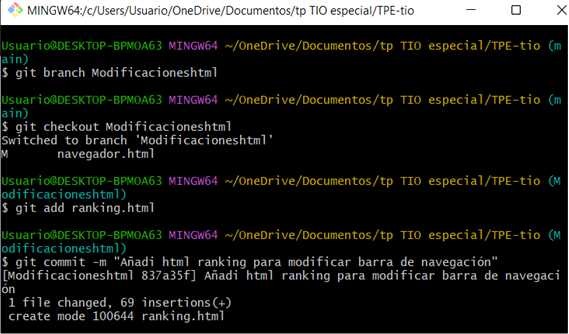 MINGW64:/c/Users/Usuario/OneDrive/Documentos/tp TIO especial/TPE-tio
Usuario@DESKTOP-BPMOA63 MINGW64 ~/OneDrive/Documentos/tp TIO especial/TPE-tio (m
ain)
$ git branch Modificacioneshtml
Usuario@DESKTOP-BPMOA63 MINGW64 ~/OneDrive/Documentos/tp TIO especial/TPE-tio (m
ain)
$ git checkout Modificacioneshtml
Switched to branch 'Modificacioneshtml'
M       navegador.html
Usuario@DESKTOP-BPMOA63 MINGW64 ~/OneDrive/Documentos/tp TIO especial/TPE-tio (M
odificacioneshtml)
$ git add ranking.html
Usuario@DESKTOP-BPMOA63 MINGW64 ~/OneDrive/Documentos/tp TIO especial/TPE-tio (M
odificacioneshtml)
$ git commit -m "Añadi html ranking para modificar barra de navegación"
[Modificacioneshtml 837a35f] Añadi html ranking para modificar barra de navegaci
ón
 1 file changed, 69 insertions(+)
 create mode 100644 ranking.html